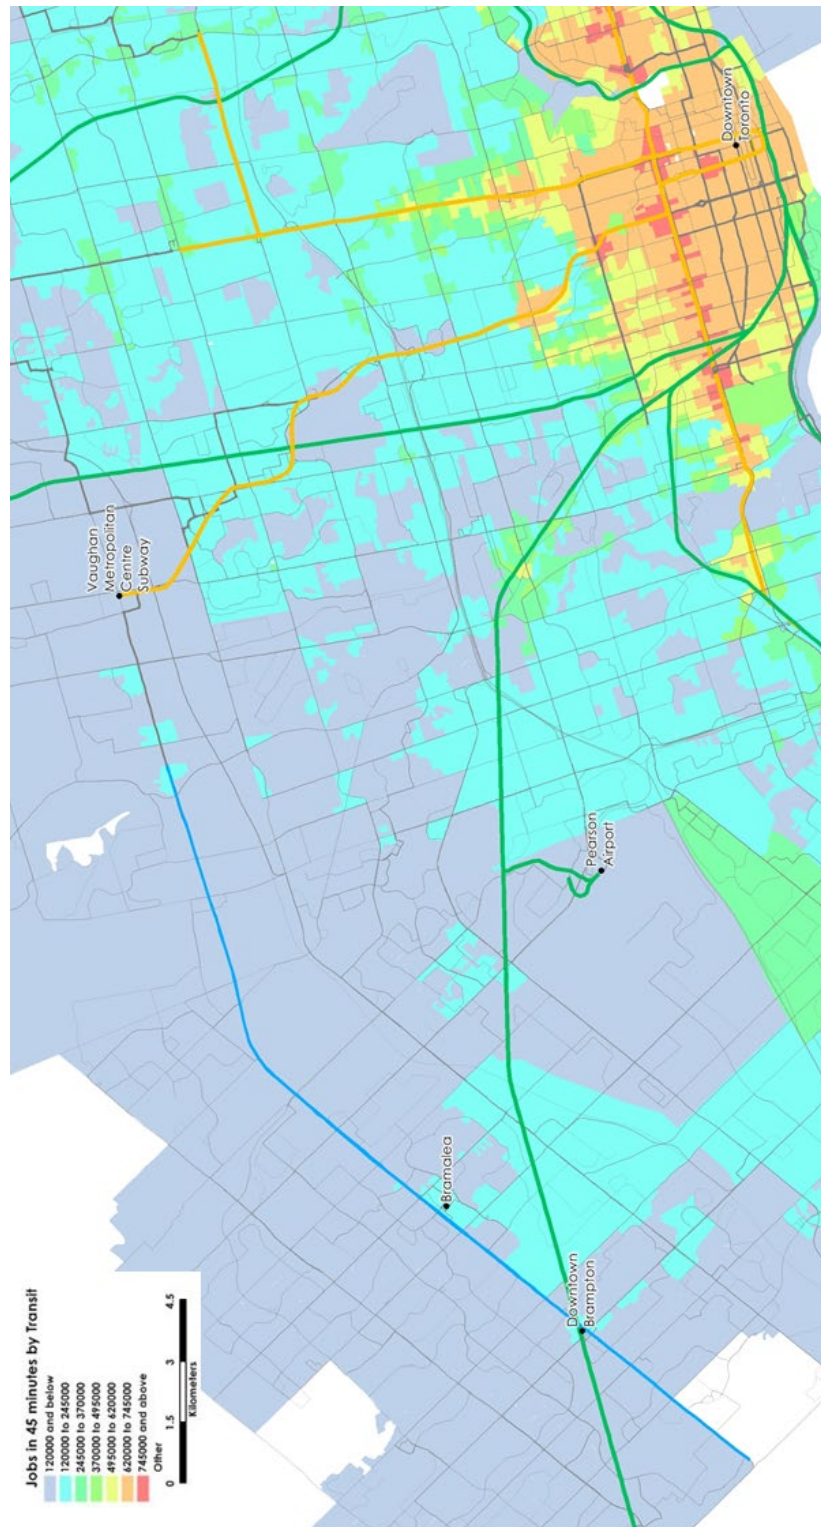 Jobs in 45 minutes by Transit
120000 and below
120000 to 245000
245000 to 370000
370000 to 495000
495000 to 620000
620000 to 745000
745000 and above
Other
0
1.5
3
4.5
Kilometers
Vaughan
Metropolitan
Centre
Subway
Bramalea
Downtown
Brampton
Pearson
Airport
Downtown
Toronto